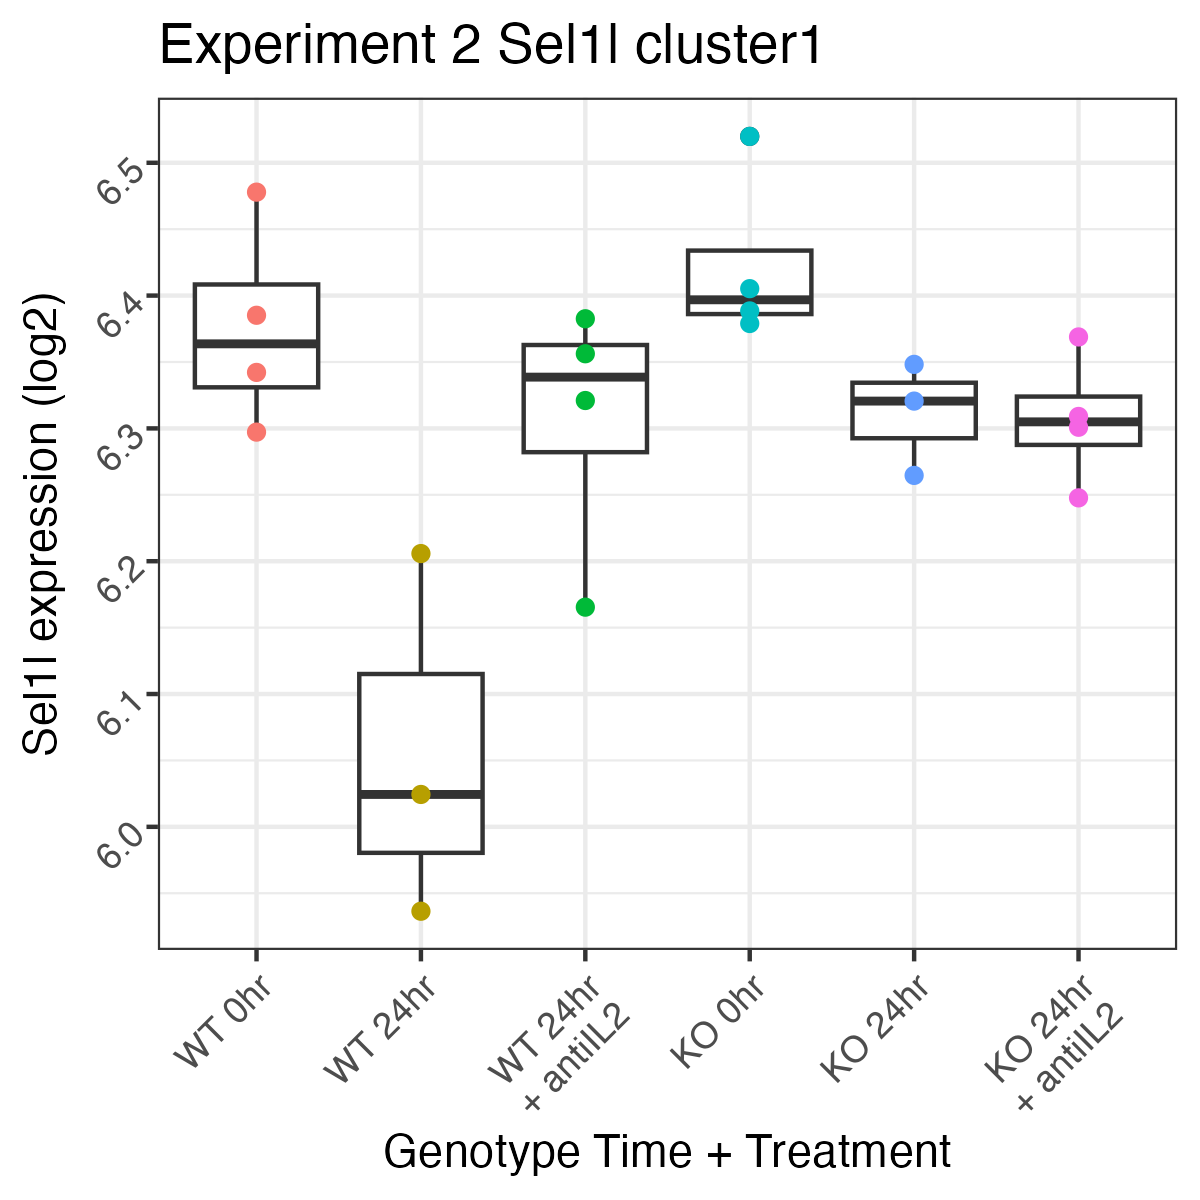 Experiment 2 Sel1l cluster1
Sel1l expression (log2)
6.5
6.4
6.3
6.2
6.1
6.0
WT 0hr
WT 24hr
WT 24hr
+ antiIL2
KO 0hr
KO 24hr
KO 24hr
+ antiIL2
Genotype Time + Treatment